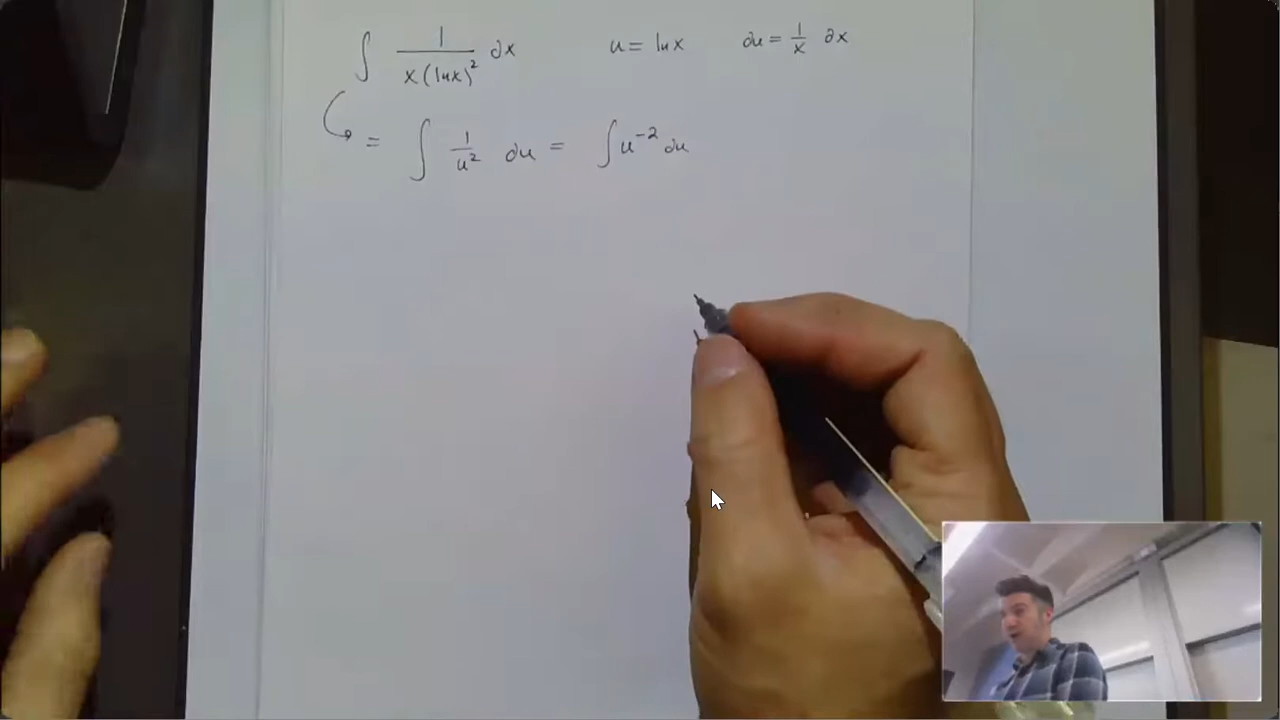 ∫ 1/(x(lnx)²) dx    u = lnx    du = 1/x dx
= ∫ 1/u² du = ∫ u⁻² du